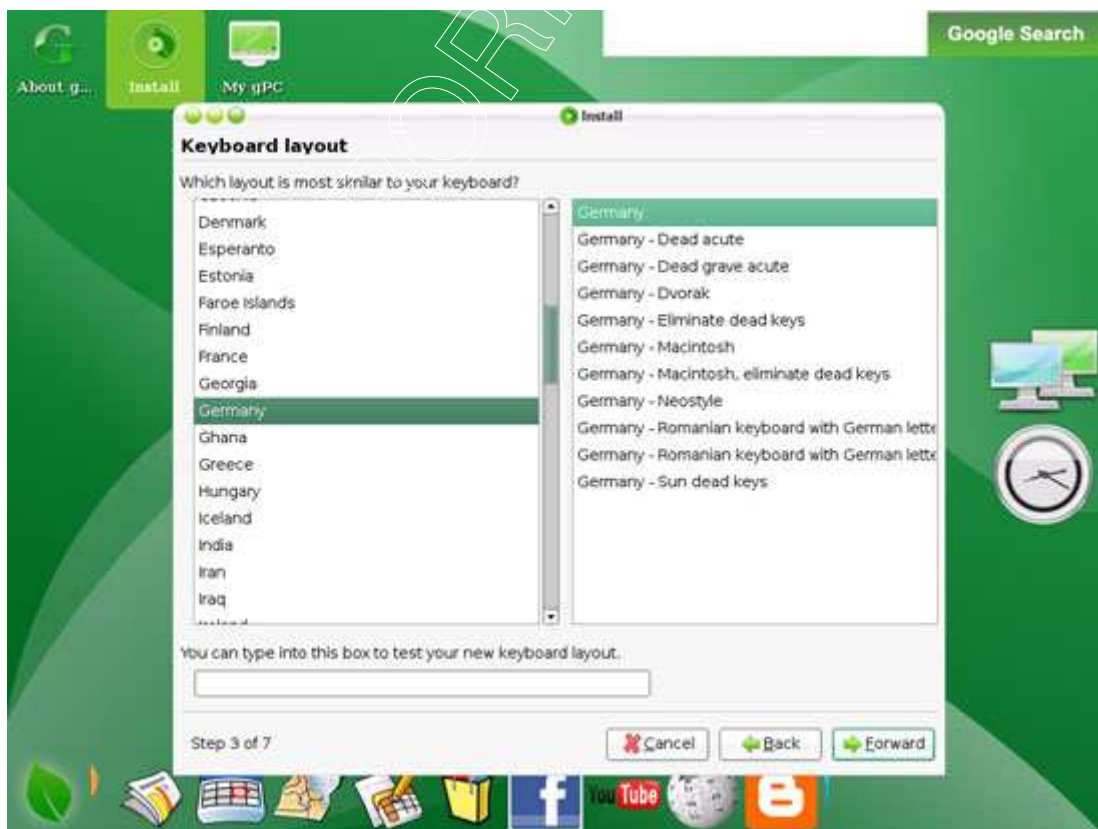 Google Search
About g...
Install
My gPC
Install
Keyboard layout
Which layout is most similar to your keyboard?
Denmark
Esperanto
Estonia
Faroe Islands
Finland
France
Georgia
Germany
Ghana
Greece
Hungary
Iceland
India
Iran
Iraq
Germany
Germany - Dead acute
Germany - Dead grave acute
Germany - Dvorak
Germany - Eliminate dead keys
Germany - Macintosh
Germany - Macintosh, eliminate dead keys
Germany - Neostyle
Germany - Romanian keyboard with German lette
Germany - Romanian keyboard with German lette
Germany - Sun dead keys
You can type into this box to test your new keyboard layout.
Step 3 of 7
Cancel
Back
Forward
You Tube